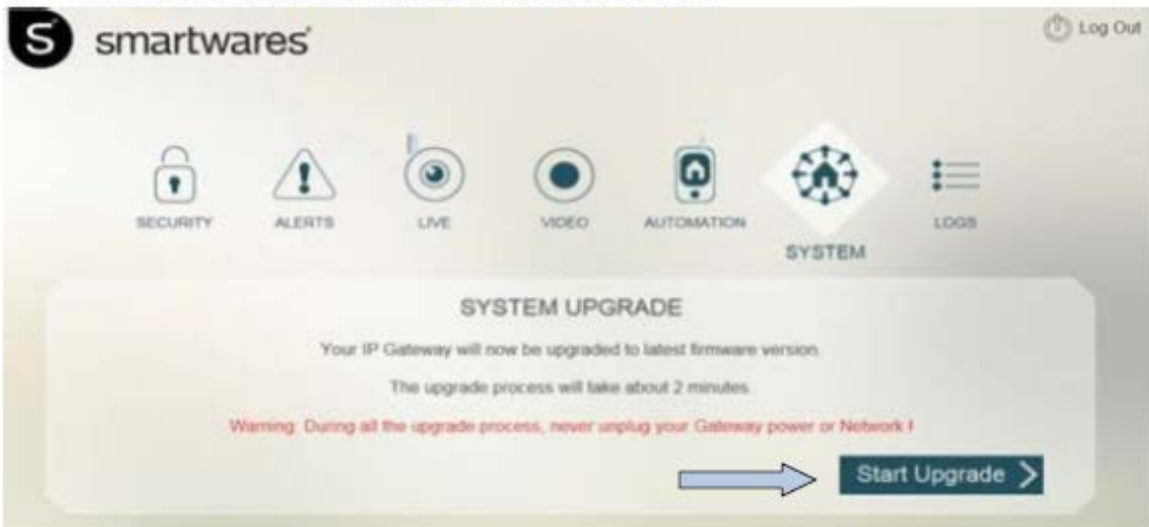 S smartwares®
Log Out
SECURITY
ALERTS
LIVE
VIDEO
AUTOMATION
SYSTEM
LOGS
SYSTEM UPGRADE
Your IP Gateway will now be upgraded to latest firmware version.
The upgrade process will take about 2 minutes.
Warning: During all the upgrade process, never unplug your Gateway power or Network !
Start Upgrade